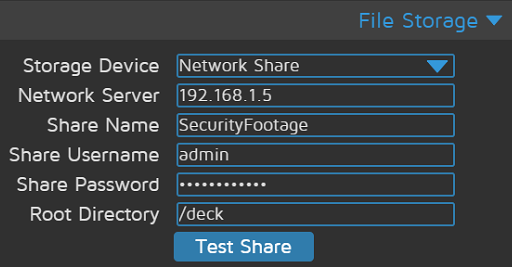 File Storage
Storage Device Network Share
Network Server 192.168.1.5
Share Name SecurityFootage
Share Username admin
Share Password ••••••••••••
Root Directory /deck
Test Share